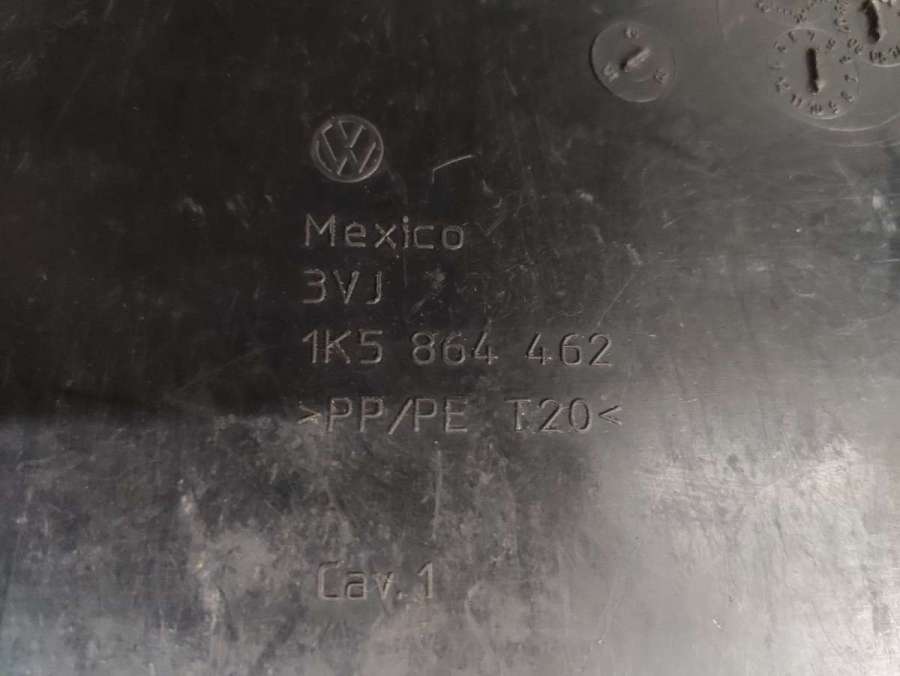 Mexico
3VJ
1K5 864 462
>PP/PE T20<
Cav.1